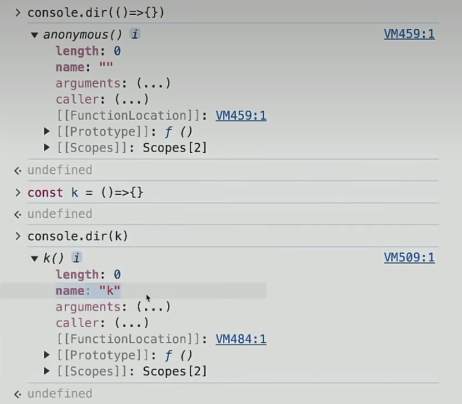 > console.dir(()=>{})
▼ anonymous() i VM459:1
length: 0
name: ""
arguments: (...)
caller: (...)
[[FunctionLocation]]: VM459:1
▶ [[Prototype]]: ƒ ()
▶ [[Scopes]]: Scopes[2]
<· undefined
> const k = ()=>{}
<· undefined
> console.dir(k)
▼ k() i VM509:1
length: 0
name: "k"
arguments: (...)
caller: (...)
[[FunctionLocation]]: VM484:1
▶ [[Prototype]]: ƒ ()
▶ [[Scopes]]: Scopes[2]
<· undefined